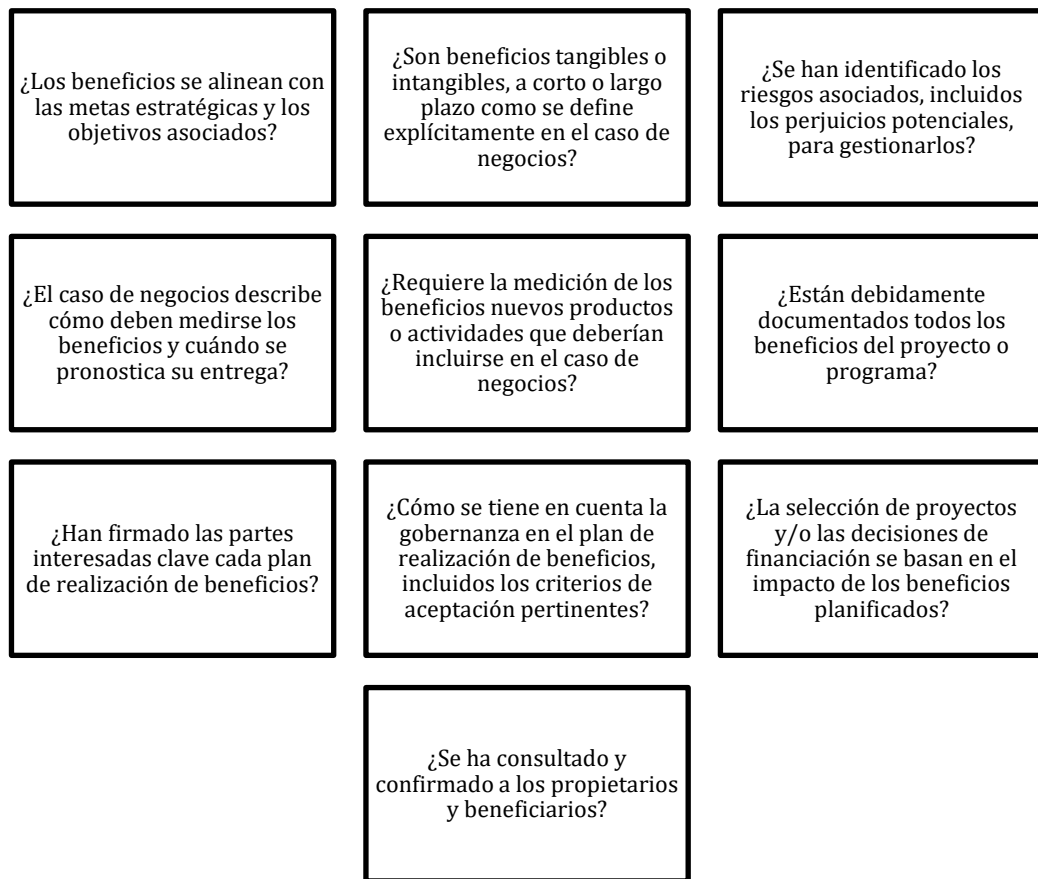 ¿Los beneficios se alinean con
las metas estratégicas y los
objetivos asociados?
¿Son beneficios tangibles o
intangibles, a corto o largo
plazo como se define
explícitamente en el caso de
negocios?
¿Se han identificado los
riesgos asociados, incluidos
los perjuicios potenciales,
para gestionarlos?
¿El caso de negocios describe
cómo deben medirse los
beneficios y cuándo se
pronostica su entrega?
¿Requiere la medición de los
beneficios nuevos productos
o actividades que deberían
incluirse en el caso de
negocios?
¿Están debidamente
documentados todos los
beneficios del proyecto o
programa?
¿Han firmado las partes
interesadas clave cada plan
de realización de beneficios?
¿Cómo se tiene en cuenta la
gobernanza en el plan de
realización de beneficios,
incluidos los criterios de
aceptación pertinentes?
¿La selección de proyectos
y/o las decisiones de
financiación se basan en el
impacto de los beneficios
planificados?
¿Se ha consultado y
confirmado a los propietarios
y beneficiarios?